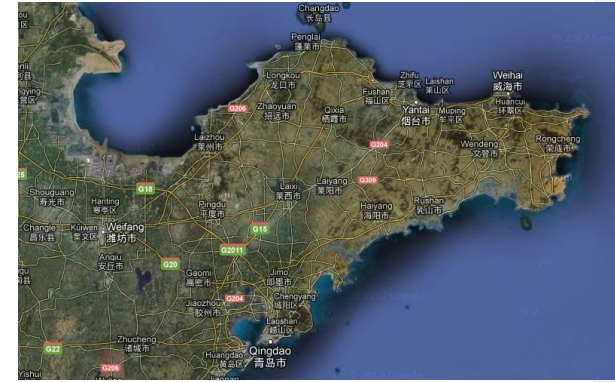 Changdao
长岛县
Penglai
蓬莱市
Longkou
龙口市
Zhifu
芝罘区
Laishan
莱山区
Weihai
威海市
Fushan
福山区
Huancui
环翠区
G206
Zhaoyuan
招远市
Qixia
栖霞市
Yantai
烟台市
Muping
牟平区
Laizhou
莱州市
G204
Wendeng
文登市
Rongcheng
荣成市
Shouguang
寿光市
G18
Hanting
寒亭区
Laixi
莱西市
Laiyang
莱阳市
G309
Pingdu
平度市
Haiyang
海阳市
Rushan
乳山市
Changle
昌乐县
Kuiwen
奎文区
Weifang
潍坊市
G15
G2011
Anqiu
安丘市
G20
Gaomi
高密市
Jimo
即墨市
Jiaozhou
胶州市
G204
Chengyang
城阳区
Laoshan
崂山区
Zhucheng
诸城市
G22
Huangdao
黄岛区
Qingdao
青岛市
G206
Yishui